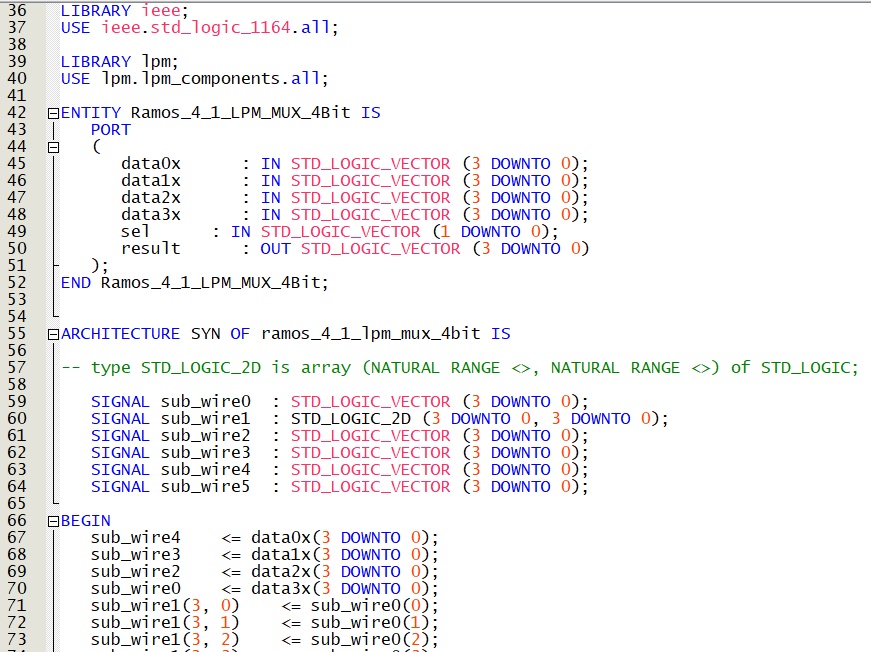 36 LIBRARY ieee;
37 USE ieee.std_logic_1164.all;
38
39 LIBRARY lpm;
40 USE lpm.lpm_components.all;
41
42 ENTITY Ramos_4_1_LPM_MUX_4Bit IS
43 PORT
44 (
45 data0x : IN STD_LOGIC_VECTOR (3 DOWNTO 0);
46 data1x : IN STD_LOGIC_VECTOR (3 DOWNTO 0);
47 data2x : IN STD_LOGIC_VECTOR (3 DOWNTO 0);
48 data3x : IN STD_LOGIC_VECTOR (3 DOWNTO 0);
49 sel : IN STD_LOGIC_VECTOR (1 DOWNTO 0);
50 result : OUT STD_LOGIC_VECTOR (3 DOWNTO 0)
51 );
52 END Ramos_4_1_LPM_MUX_4Bit;
53
54
55 ARCHITECTURE SYN OF ramos_4_1_lpm_mux_4bit IS
56
57 -- type STD_LOGIC_2D is array (NATURAL RANGE <>, NATURAL RANGE <>) of STD_LOGIC;
58
59 SIGNAL sub_wire0 : STD_LOGIC_VECTOR (3 DOWNTO 0);
60 SIGNAL sub_wire1 : STD_LOGIC_2D (3 DOWNTO 0, 3 DOWNTO 0);
61 SIGNAL sub_wire2 : STD_LOGIC_VECTOR (3 DOWNTO 0);
62 SIGNAL sub_wire3 : STD_LOGIC_VECTOR (3 DOWNTO 0);
63 SIGNAL sub_wire4 : STD_LOGIC_VECTOR (3 DOWNTO 0);
64 SIGNAL sub_wire5 : STD_LOGIC_VECTOR (3 DOWNTO 0);
65
66 BEGIN
67 sub_wire4 <= data0x(3 DOWNTO 0);
68 sub_wire3 <= data1x(3 DOWNTO 0);
69 sub_wire2 <= data2x(3 DOWNTO 0);
70 sub_wire0 <= data3x(3 DOWNTO 0);
71 sub_wire1(3, 0) <= sub_wire0(0);
72 sub_wire1(3, 1) <= sub_wire0(1);
73 sub_wire1(3, 2) <= sub_wire0(2);